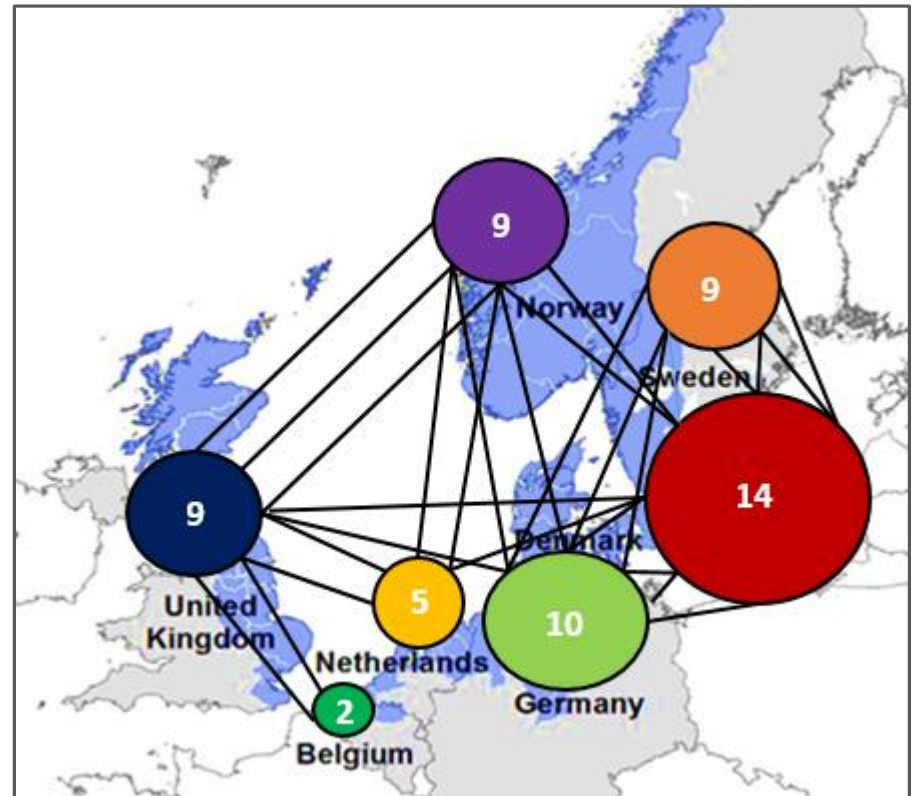 9
Norway
9
Sweden
14
9
Denmark
United
Kingdom
5
Netherlands
10
Germany
2
Belgium